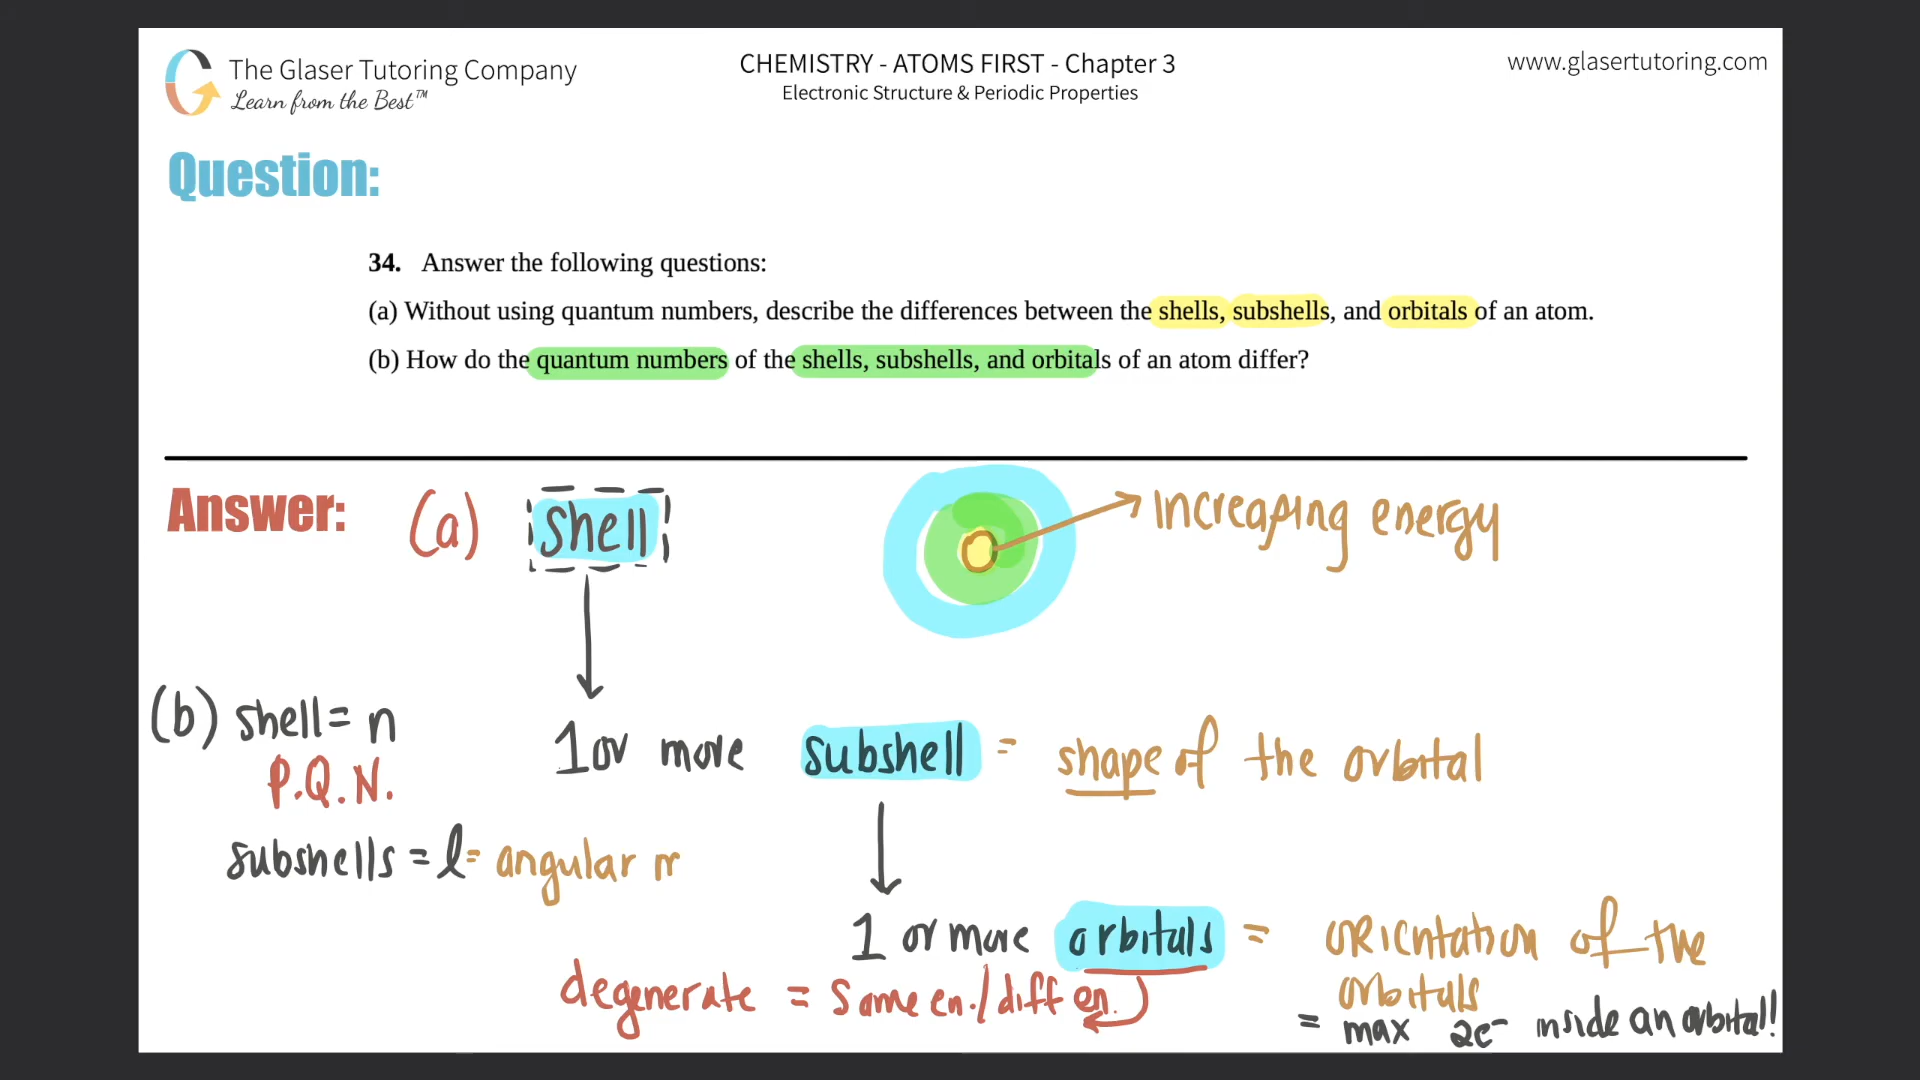 The Glaser Tutoring Company
Learn from the Best™
CHEMISTRY - ATOMS FIRST - Chapter 3
Electronic Structure & Periodic Properties
www.glasertutoring.com
Question:
34. Answer the following questions:
(a) Without using quantum numbers, describe the differences between the shells, subshells, and orbitals of an atom.
(b) How do the quantum numbers of the shells, subshells, and orbitals of an atom differ?
Answer:
(a) shell
increasing energy
1 or more subshell = shape of the orbital
1 or more orbitals = orientation of the
orbitals
= max 2e⁻ inside an orbital!
degenerate = same en./diff en.
(b) shell = n
P.Q.N.
subshells = l = angular m